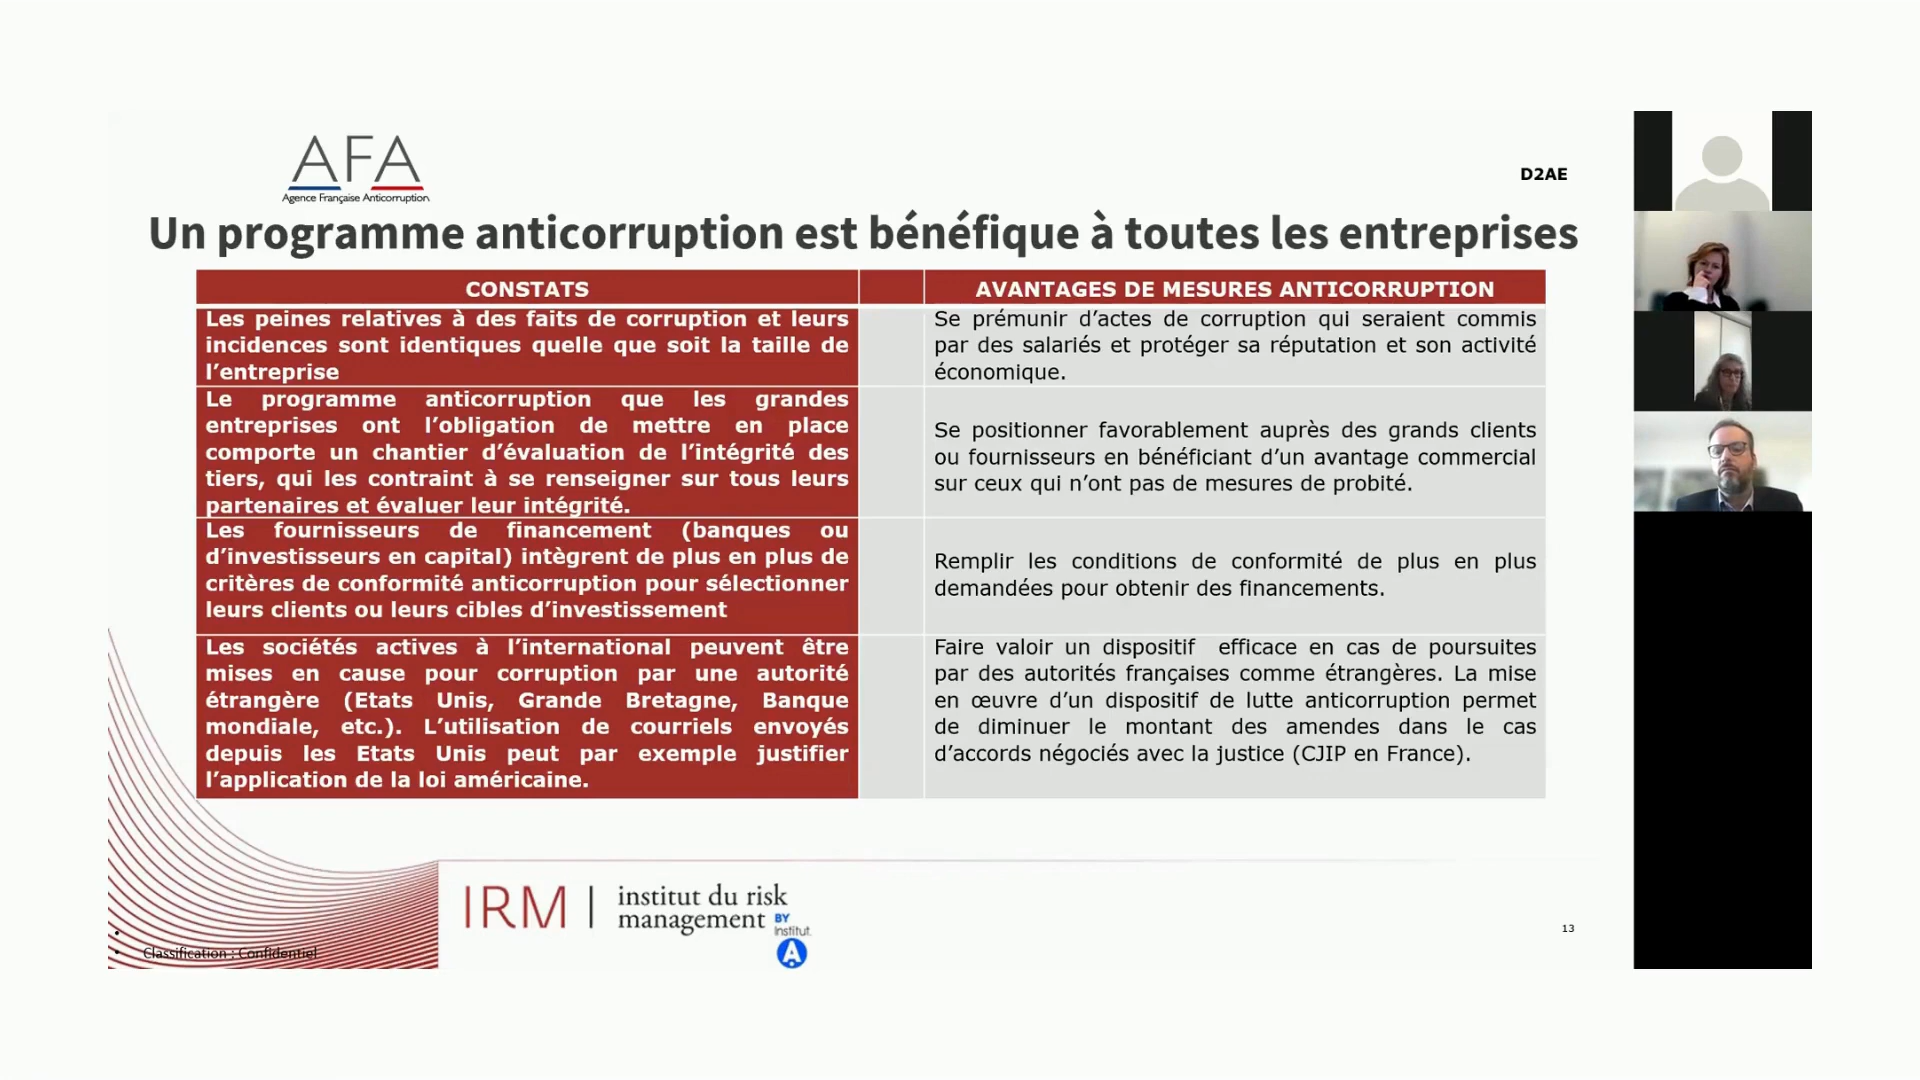 AFA
Agence Française Anticorruption
D2AE
Un programme anticorruption est bénéfique à toutes les entreprises
CONSTATS
AVANTAGES DE MESURES ANTICORRUPTION
Les peines relatives à des faits de corruption et leurs
incidences sont identiques quelle que soit la taille de
l’entreprise
Se prémunir d’actes de corruption qui seraient commis
par des salariés et protéger sa réputation et son activité
économique.
Le programme anticorruption que les grandes
entreprises ont l’obligation de mettre en place
comporte un chantier d’évaluation de l’intégrité des
tiers, qui les contraint à se renseigner sur tous leurs
partenaires et évaluer leur intégrité.
Se positionner favorablement auprès des grands clients
ou fournisseurs en bénéficiant d’un avantage commercial
sur ceux qui n’ont pas de mesures de probité.
Les fournisseurs de financement (banques ou
d’investisseurs en capital) intègrent de plus en plus de
critères de conformité anticorruption pour sélectionner
leurs clients ou leurs cibles d’investissement
Remplir les conditions de conformité de plus en plus
demandées pour obtenir des financements.
Les sociétés actives à l’international peuvent être
mises en cause pour corruption par une autorité
étrangère (Etats Unis, Grande Bretagne, Banque
mondiale, etc.). L’utilisation de courriels envoyés
depuis les Etats Unis peut par exemple justifier
l’application de la loi américaine.
Faire valoir un dispositif efficace en cas de poursuites
par des autorités françaises comme étrangères. La mise
en œuvre d’un dispositif de lutte anticorruption permet
de diminuer le montant des amendes dans le cas
d’accords négociés avec la justice (CJIP en France).
IRM | institut du risk
management
BY
Institut.
A
13
Classification : Confidentiel